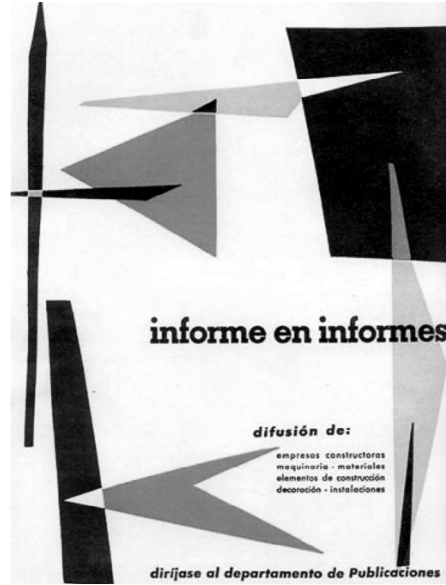 informe en informes
difusión de:
empresas constructoras
maquinaria - materiales
elementos de construcción
decoración - instalaciones
diríjase al departamento de Publicaciones